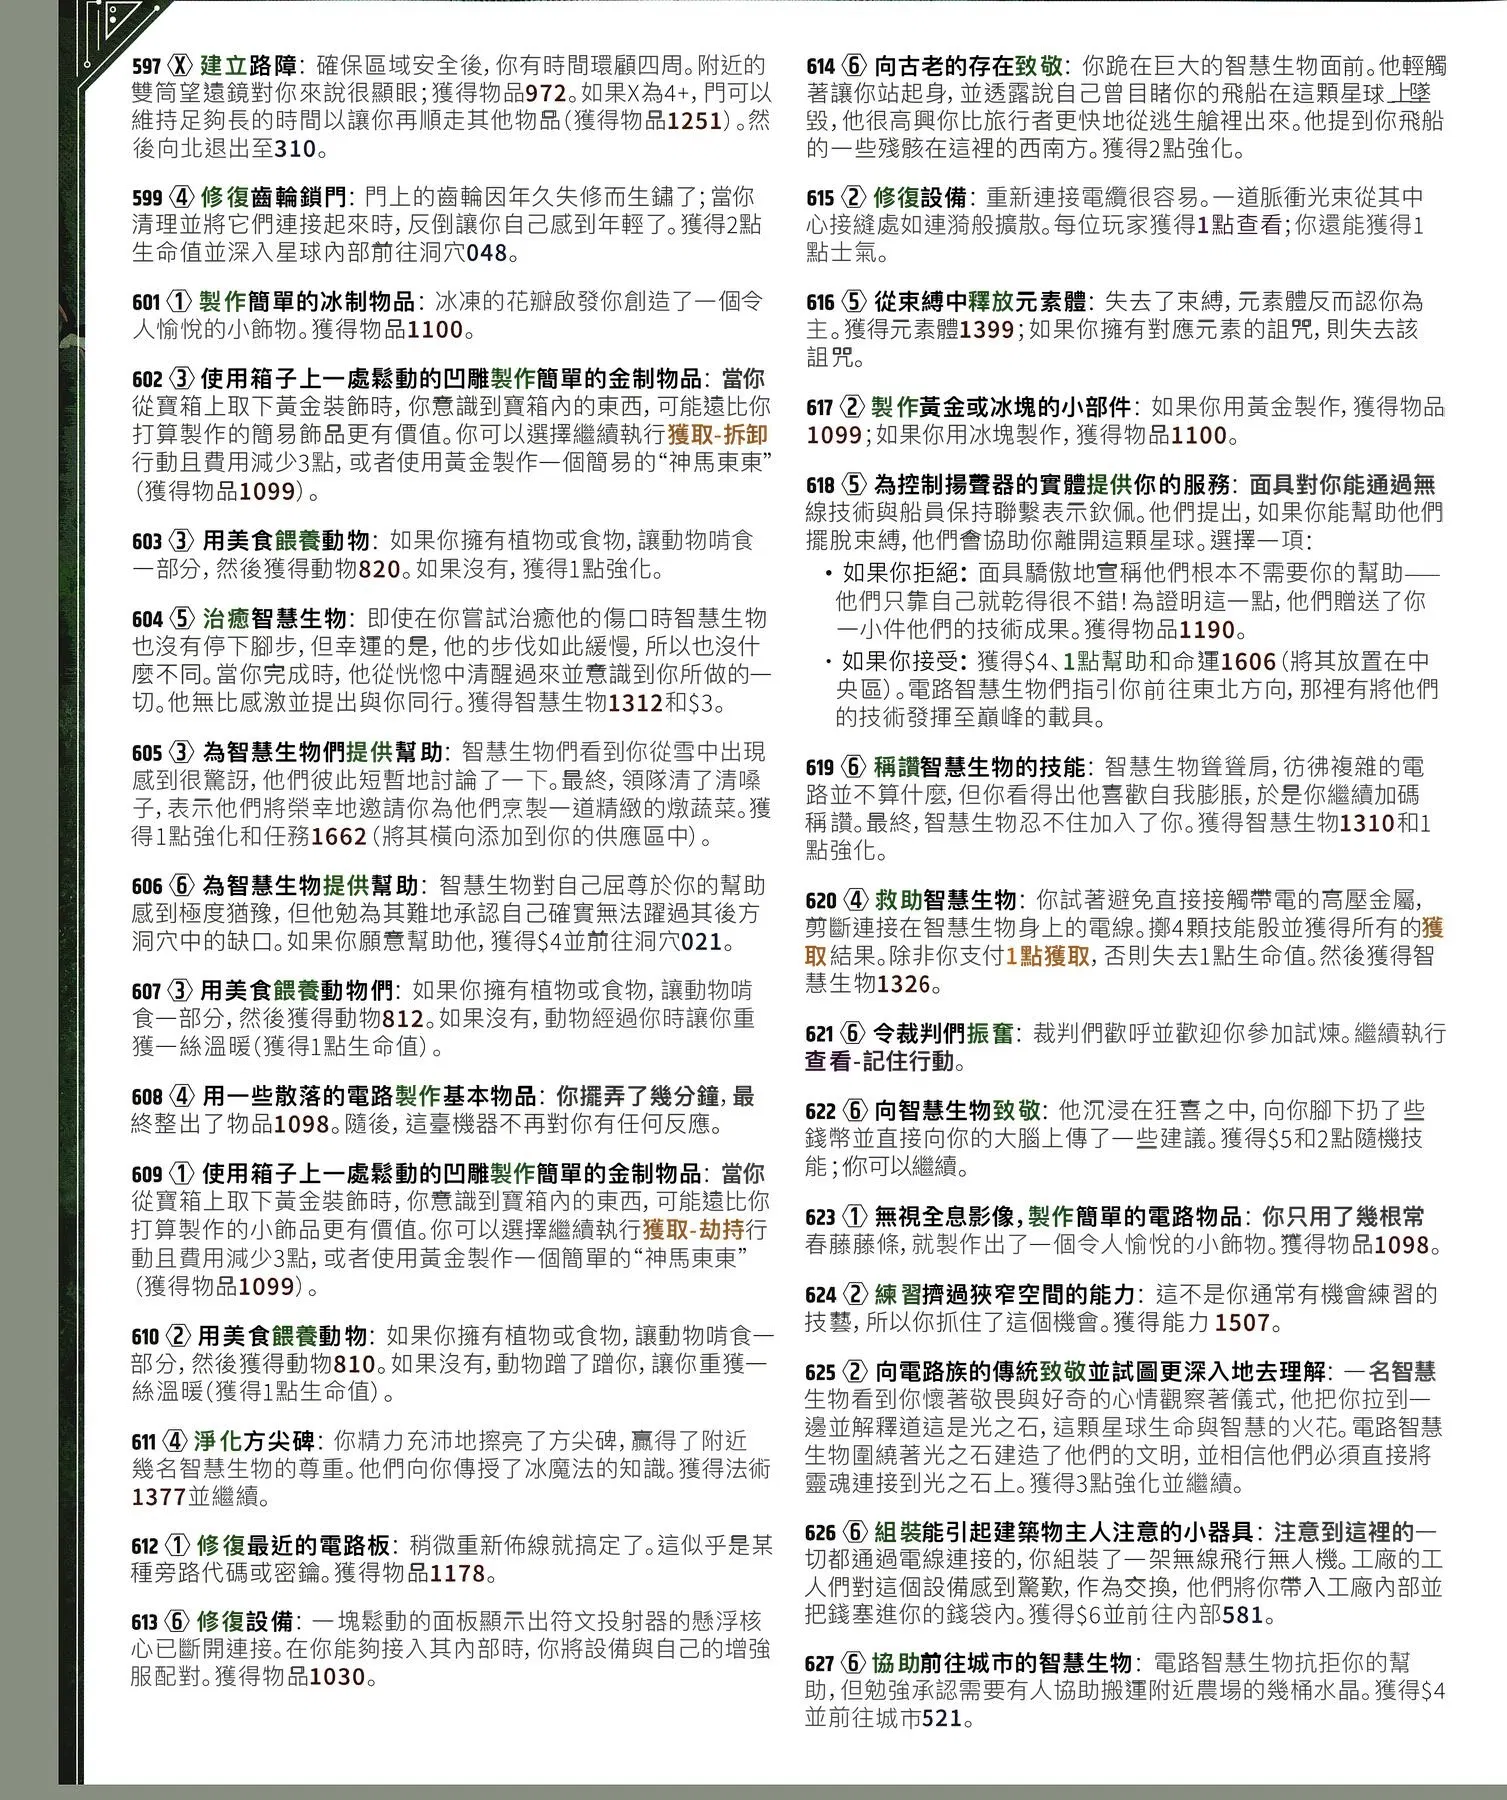 597 X 建立路障：確保區域安全後，你有時間環顧四周。附近的
雙筒望遠鏡對你來說很顯眼；獲得物品972。如果X為4+，門可以
維持足夠長的時間以讓你再順走其他物品（獲得物品1251）。然
後向北退出至310。
599 4 修復齒輪鎖門：門上的齒輪因年久失修而生鏽了；當你
清理並將它們連接起來時，反倒讓你自己感到年輕了。獲得2點
生命值並深入星球內部前往洞穴048。
601 1 製作簡單的冰制物品：冰凍的花瓣啟發你創造了一個令
人愉悅的小飾物。獲得物品1100。
602 3 使用箱子上一處鬆動的凹雕製作簡單的金制物品：當你
從寶箱上取下黃金裝飾時，你意識到寶箱內的東西，可能遠比你
打算製作的簡易飾品更有價值。你可以選擇繼續執行獲取-拆卸
行動且費用減少3點，或者使用黃金製作一個簡易的“神馬東東”
（獲得物品1099）。
603 3 用美食餵養動物：如果你擁有植物或食物，讓動物啃食
一部分，然後獲得動物820。如果沒有，獲得1點強化。
604 5 治癒智慧生物：即使在你嘗試治癒他的傷口時智慧生物
也沒有停下腳步，但幸運的是，他的步伐如此緩慢，所以也沒什
麼不同。當你完成時，他從恍惚中清醒過來並意識到你所做的一
切。他無比感激並提出與你同行。獲得智慧生物1312和$3。
605 3 為智慧生物們提供幫助：智慧生物們看到你從雪中出現
感到很驚訝，他們彼此短暫地討論了一下。最終，領隊清了清嗓
子，表示他們將榮幸地邀請你為他們烹製一道精緻的燉蔬菜。獲
得1點強化和任務1662（將其橫向添加到你的供應區中）。
606 6 為智慧生物提供幫助：智慧生物對自己屈尊於你的幫助
感到極度猶豫，但他勉為其難地承認自己確實無法躍過其後方
洞穴中的缺口。如果你願意幫助他，獲得$4並前往洞穴021。
607 3 用美食餵養動物們：如果你擁有植物或食物，讓動物啃
食一部分，然後獲得動物812。如果沒有，動物經過你時讓你重
獲一絲溫暖（獲得1點生命值）。
608 4 用一些散落的電路製作基本物品：你擺弄了幾分鐘，最
終整出了物品1098。隨後，這臺機器不再對你有任何反應。
609 1 使用箱子上一處鬆動的凹雕製作簡單的金制物品：當你
從寶箱上取下黃金裝飾時，你意識到寶箱內的東西，可能遠比你
打算製作的小飾品更有價值。你可以選擇繼續執行獲取-劫持行
動且費用減少3點，或者使用黃金製作一個簡單的“神馬東東”
（獲得物品1099）。
610 2 用美食餵養動物：如果你擁有植物或食物，讓動物啃食一
部分，然後獲得動物810。如果沒有，動物蹭了蹭你，讓你重獲一
絲溫暖（獲得1點生命值）。
611 4 淨化方尖碑：你精力充沛地擦亮了方尖碑，贏得了附近
幾名智慧生物的尊重。他們向你傳授了冰魔法的知識。獲得法術
1377並繼續。
612 1 修復最近的電路板：稍微重新佈線就搞定了。這似乎是某
種旁路代碼或密鑰。獲得物品1178。
613 6 修復設備：一塊鬆動的面板顯示出符文投射器的懸浮核
心已斷開連接。在你能夠接入其內部時，你將設備與自己的增強
服配對。獲得物品1030。
614 6 向古老的存在致敬：你跪在巨大的智慧生物面前。他輕觸
著讓你站起身，並透露說自己曾目睹你的飛船在這顆星球上墜
毀，他很高興你比旅行者更快地從逃生艙裡出來。他提到你飛船
的一些殘骸在這裡的西南方。獲得2點強化。
615 2 修復設備：重新連接電纜很容易。一道脈衝光束從其中
心接縫處如連漪般擴散。每位玩家獲得1點查看；你還能獲得1
點士氣。
616 5 從束縛中釋放元素體：失去了束縛，元素體反而認你為
主。獲得元素體1399；如果你擁有對應元素的詛咒，則失去該
詛咒。
617 2 製作黃金或冰塊的小部件：如果你用黃金製作，獲得物品
1099；如果你用冰塊製作，獲得物品1100。
618 5 為控制揚聲器的實體提供你的服務：面具對你能通過無
線技術與船員保持聯繫表示欽佩。他們提出，如果你能幫助他們
擺脫束縛，他們會協助你離開這顆星球。選擇一項：
• 如果你拒絕：面具驕傲地宣稱他們根本不需要你的幫助——
他們只靠自己就乾得很不錯！為證明這一點，他們贈送了你
一小件他們的技術成果。獲得物品1190。
• 如果你接受：獲得$4、1點幫助和命運1606（將其放置在中
央區）。電路智慧生物們指引你前往東北方向，那裡有將他們
的技術發揮至巔峰的載具。
619 6 稱讚智慧生物的技能：智慧生物聳聳肩，彷彿複雜的電
路並不算什麼，但你看得出他喜歡自我膨脹，於是你繼續加碼
稱讚。最終，智慧生物忍不住加入了你。獲得智慧生物1310和1
點強化。
620 4 救助智慧生物：你試著避免直接接觸帶電的高壓金屬，
剪斷連接在智慧生物身上的電線。擲4顆技能骰並獲得所有的獲
取結果。除非你支付1點獲取，否則失去1點生命值。然後獲得智
慧生物1326。
621 6 令裁判們振奮：裁判們歡呼並歡迎你參加試煉。繼續執行
查看-記住行動。
622 6 向智慧生物致敬：他沉浸在狂喜之中，向你腳下扔了些
錢幣並直接向你的大腦上傳了一些建議。獲得$5和2點隨機技
能；你可以繼續。
623 1 無視全息影像，製作簡單的電路物品：你只用了幾根常
春藤藤條，就製作出了一個令人愉悅的小飾物。獲得物品1098。
624 2 練習擠過狹窄空間的能力：這不是你通常有機會練習的
技藝，所以你抓住了這個機會。獲得能力 1507。
625 2 向電路族的傳統致敬並試圖更深入地去理解：一名智慧
生物看到你懷著敬畏與好奇的心情觀察著儀式，他把你拉到一
邊並解釋道這是光之石，這顆星球生命與智慧的火花。電路智慧
生物圍繞著光之石建造了他們的文明，並相信他們必須直接將
靈魂連接到光之石上。獲得3點強化並繼續。
626 6 組裝能引起建築物主人注意的小器具：注意到這裡的一
切都通過電線連接的，你組裝了一架無線飛行無人機。工廠的工
人們對這個設備感到驚歎，作為交換，他們將你帶入工廠內部並
把錢塞進你的錢袋內。獲得$6並前往內部581。
627 6 協助前往城市的智慧生物：電路智慧生物抗拒你的幫
助，但勉強承認需要有人協助搬運附近農場的幾桶水晶。獲得$4
並前往城市521。